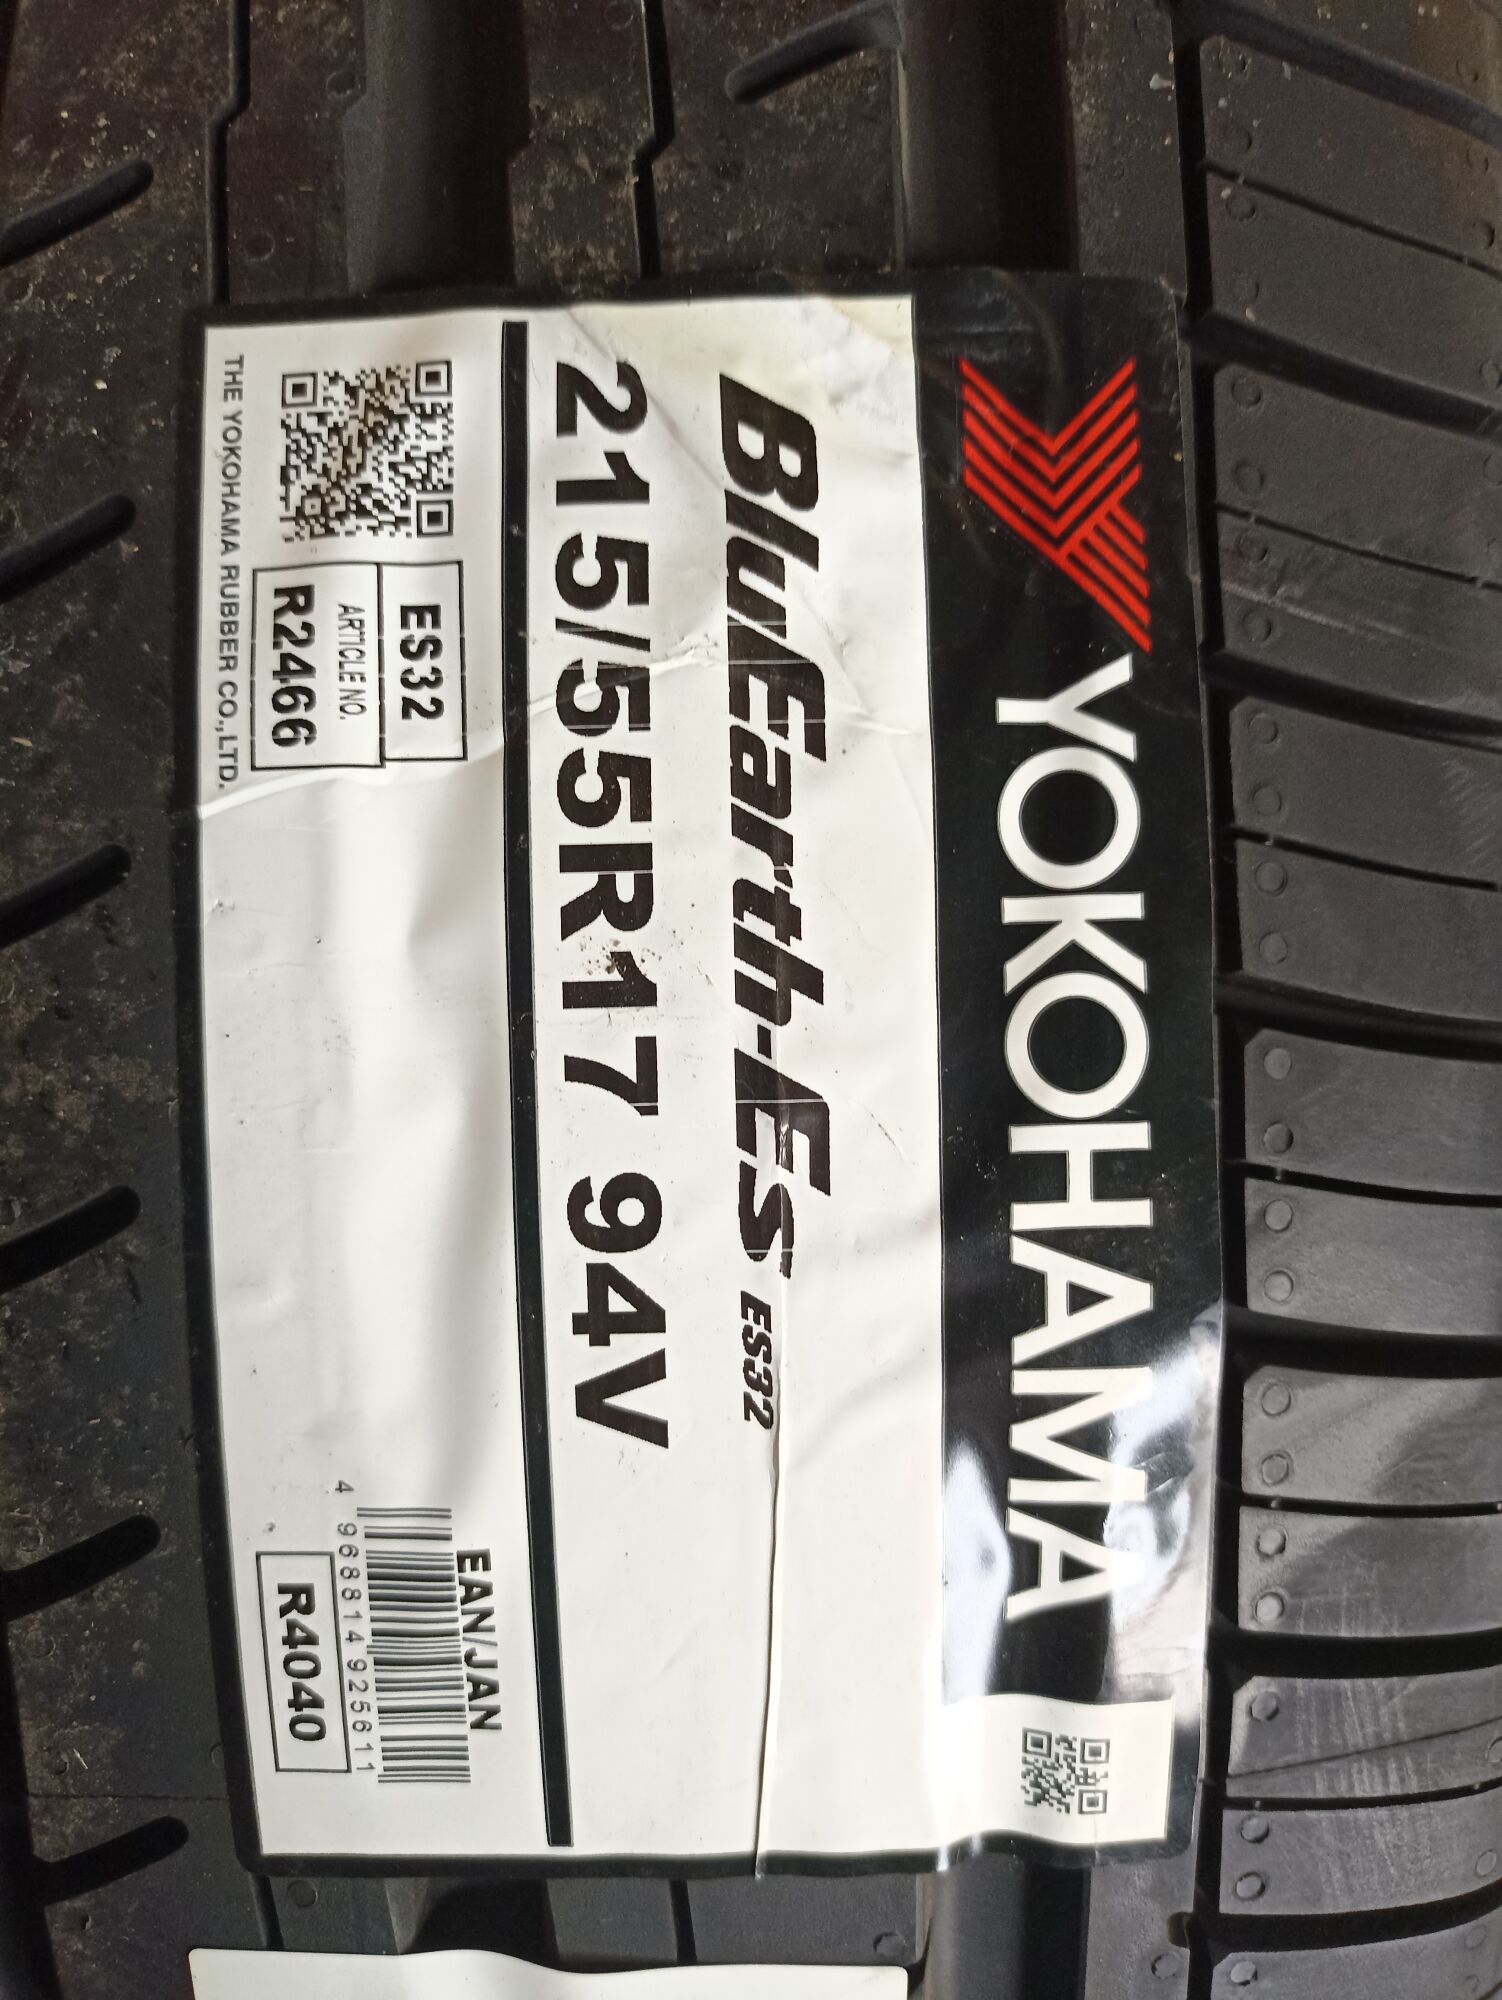 YOKOHAMA
BluEarth-Es™ ES32
215/55R17 94V
ES32
ARTICLE NO.
R2466
THE YOKOHAMA RUBBER CO.,LTD.
EAN/JAN
4 968814 925611
R4040